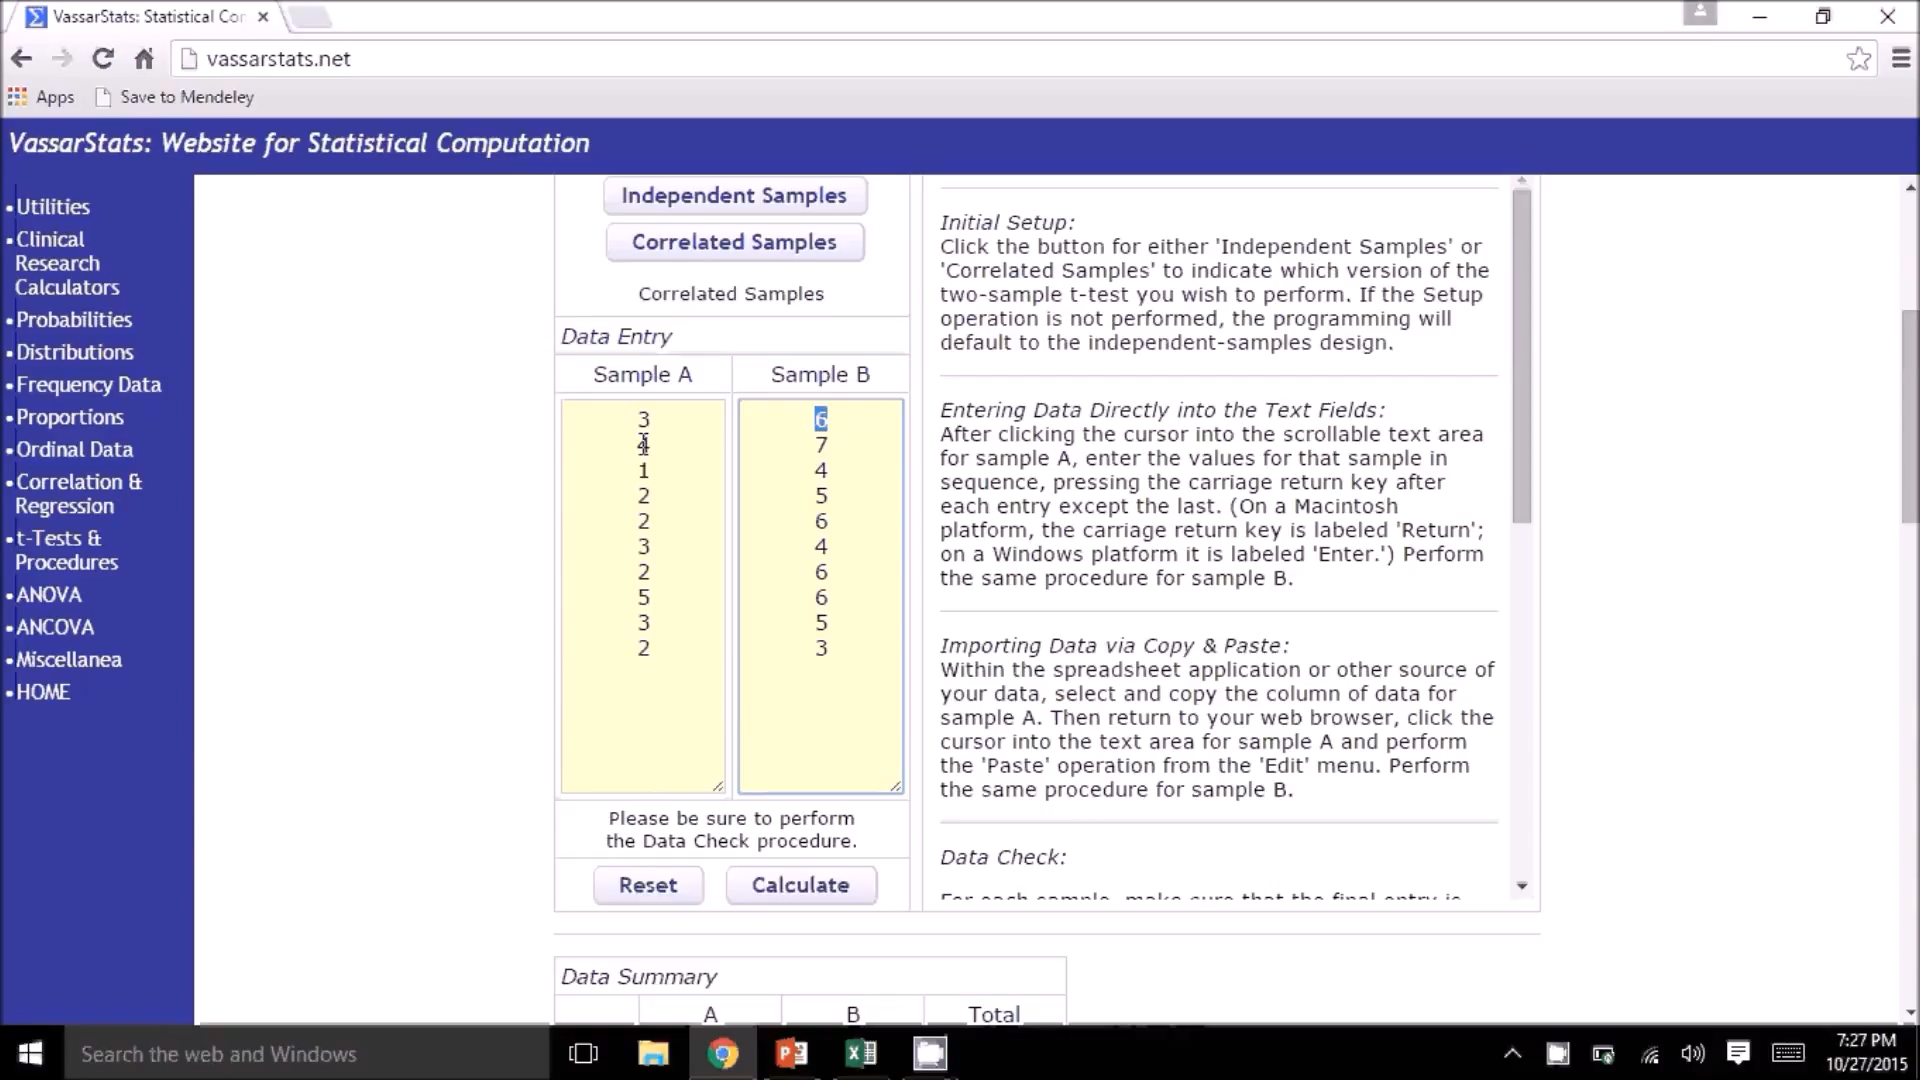 VassarStats: Statistical Cor
vassarstats.net
Apps
Save to Mendeley
VassarStats: Website for Statistical Computation
Utilities
Clinical
Research
Calculators
Probabilities
Distributions
Frequency Data
Proportions
Ordinal Data
Correlation &
Regression
t-Tests &
Procedures
ANOVA
ANCOVA
Miscellanea
HOME
Independent Samples
Correlated Samples
Correlated Samples
Data Entry
Sample A
Sample B
3
4
1
2
2
3
2
5
3
2
6
7
4
5
6
4
6
6
5
3
Please be sure to perform
the Data Check procedure.
Reset
Calculate
Initial Setup:
Click the button for either 'Independent Samples' or
'Correlated Samples' to indicate which version of the
two-sample t-test you wish to perform. If the Setup
operation is not performed, the programming will
default to the independent-samples design.
Entering Data Directly into the Text Fields:
After clicking the cursor into the scrollable text area
for sample A, enter the values for that sample in
sequence, pressing the carriage return key after
each entry except the last. (On a Macintosh
platform, the carriage return key is labeled 'Return';
on a Windows platform it is labeled 'Enter.') Perform
the same procedure for sample B.
Importing Data via Copy & Paste:
Within the spreadsheet application or other source of
your data, select and copy the column of data for
sample A. Then return to your web browser, click the
cursor into the text area for sample A and perform
the 'Paste' operation from the 'Edit' menu. Perform
the same procedure for sample B.
Data Check:
For each sample, make sure that the final entry is
Data Summary
A
B
Total
Search the web and Windows
7:27 PM
10/27/2015